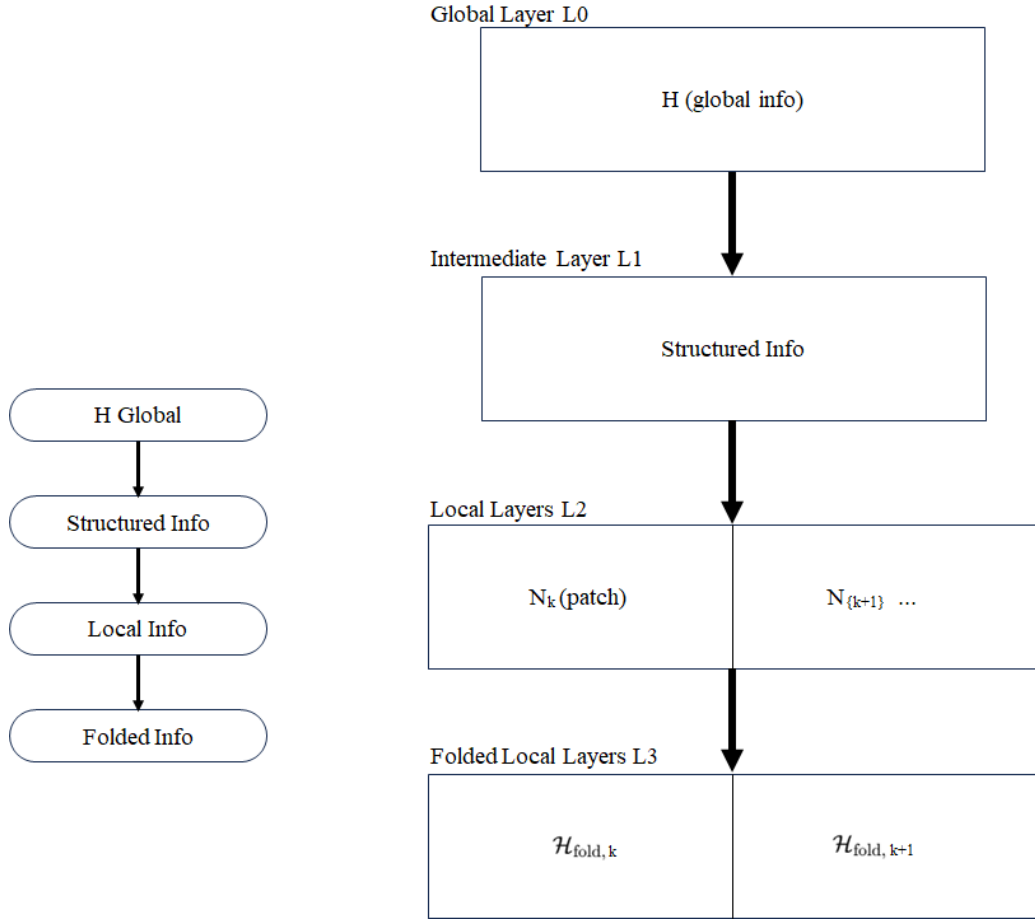 Global Layer L0
H (global info)
Intermediate Layer L1
Structured Info
H Global
Structured Info
Local Info
Folded Info
Local Layers L2
Nₖ (patch)
N_{k+1} ...
Folded Local Layers L3
ℋ_fold, k
ℋ_fold, k+1